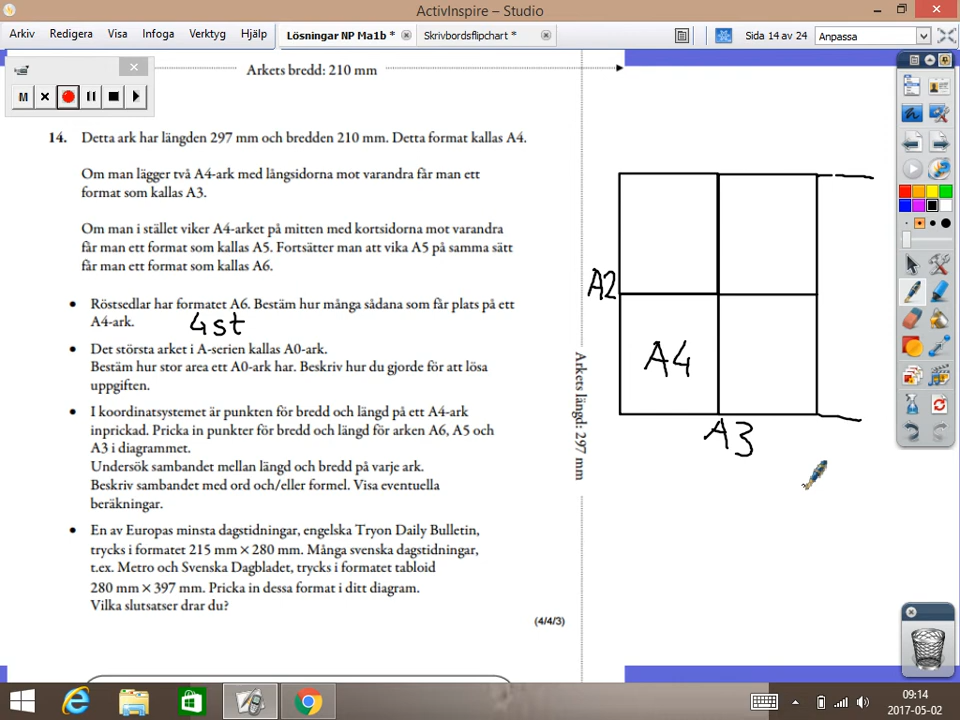 ActivInspire – Studio
Arkiv Redigera Visa Infoga Verktyg Hjälp
Lösningar NP Ma1b *
Skrivbordsflipchart *
Sida 14 av 24
Anpassa
Arkets bredd: 210 mm
M
14. Detta ark har längden 297 mm och bredden 210 mm. Detta format kallas A4.
Om man lägger två A4-ark med långsidorna mot varandra får man ett
format som kallas A3.
Om man i stället viker A4-arket på mitten med kortsidorna mot varandra
får man ett format som kallas A5. Fortsätter man att vika A5 på samma sätt
får man ett format som kallas A6.
• Röstsedlar har formatet A6. Bestäm hur många sådana som får plats på ett
A4-ark.
4 st
• Det största arket i A-serien kallas A0-ark.
Bestäm hur stor area ett A0-ark har. Beskriv hur du gjorde för att lösa
uppgiften.
• I koordinatsystemet är punkten för bredd och längd på ett A4-ark
inprickad. Pricka in punkter för bredd och längd för arken A6, A5 och
A3 i diagrammet.
Undersök sambandet mellan längd och bredd på varje ark.
Beskriv sambandet med ord och/eller formel. Visa eventuella
beräkningar.
• En av Europas minsta dagstidningar, engelska Tryon Daily Bulletin,
trycks i formatet 215 mm × 280 mm. Många svenska dagstidningar,
t.ex. Metro och Svenska Dagbladet, trycks i formatet tabloid
280 mm × 397 mm. Pricka in dessa format i ditt diagram.
Vilka slutsatser drar du?
(4/4/3)
Arkets längd: 297 mm
A2
A4
A3
09:14
2017-05-02